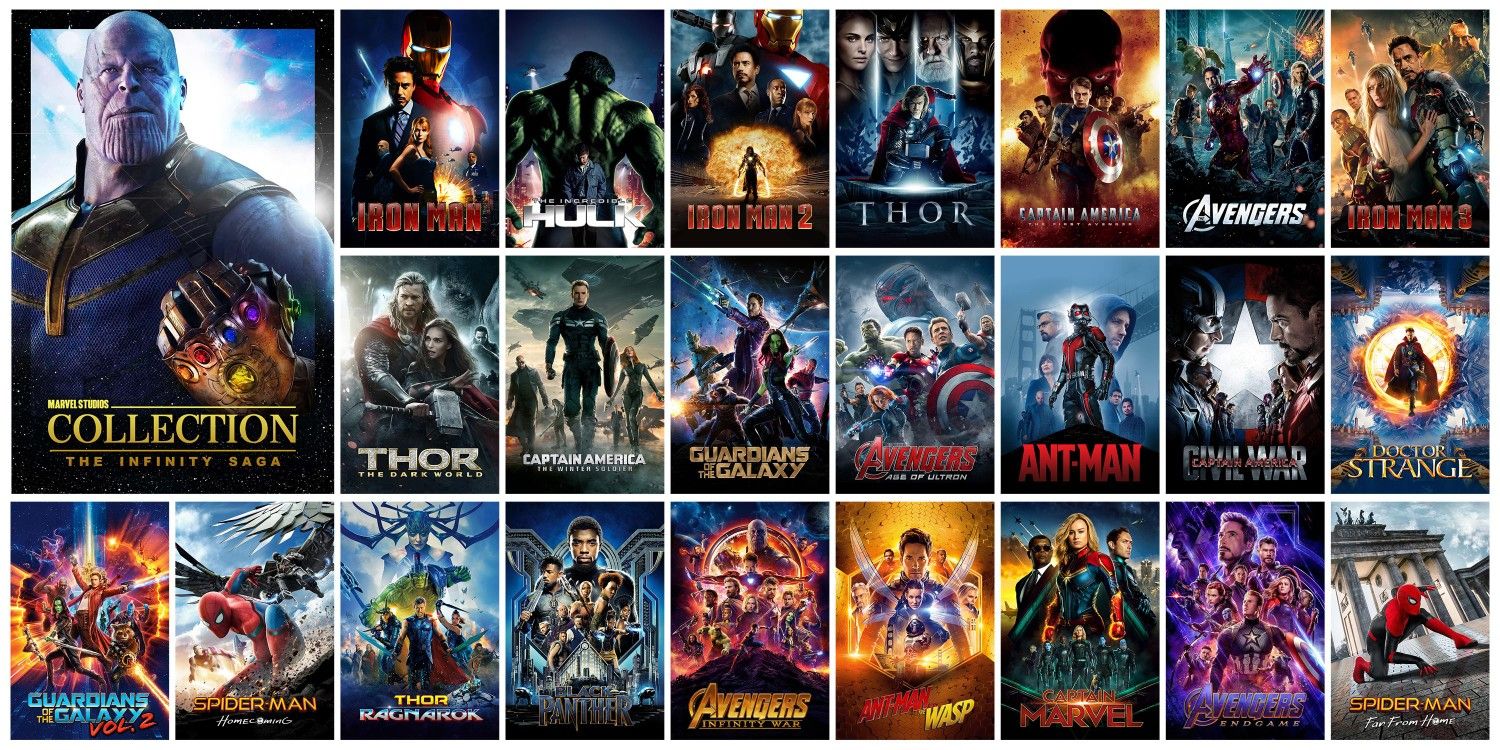 MARVEL STUDIOS
COLLECTION
THE INFINITY SAGA
IRON MAN
THE INCREDIBLE
HULK
IRON MAN 2
THOR
CAPTAIN AMERICA
THE FIRST AVENGER
AVENGERS
IRON MAN 3
THOR
THE DARK WORLD
CAPTAIN AMERICA
THE WINTER SOLDIER
GUARDIANS
OF THE GALAXY
AVENGERS
AGE OF ULTRON
ANT-MAN
CAPTAIN AMERICA
CIVIL WAR
DOCTOR
STRANGE
GUARDIANS
OF THE GALAXY
VOL. 2
SPIDER-MAN
HOMECOMING
THOR
RAGNAROK
BLACK
PANTHER
AVENGERS
INFINITY WAR
ANT-MAN
AND THE WASP
CAPTAIN
MARVEL
AVENGERS
ENDGAME
SPIDER-MAN
Far From Home